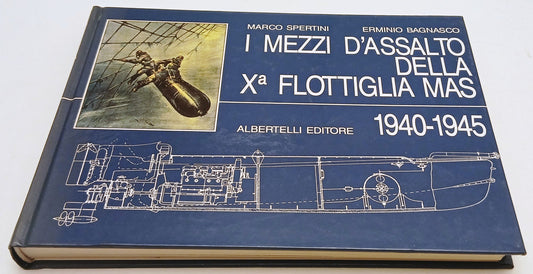 MARCO SPERTINI ERMINIO BAGNASCO
I MEZZI D'ASSALTO
DELLA
Xª FLOTTIGLIA MAS
ALBERTELLI EDITORE 1940-1945